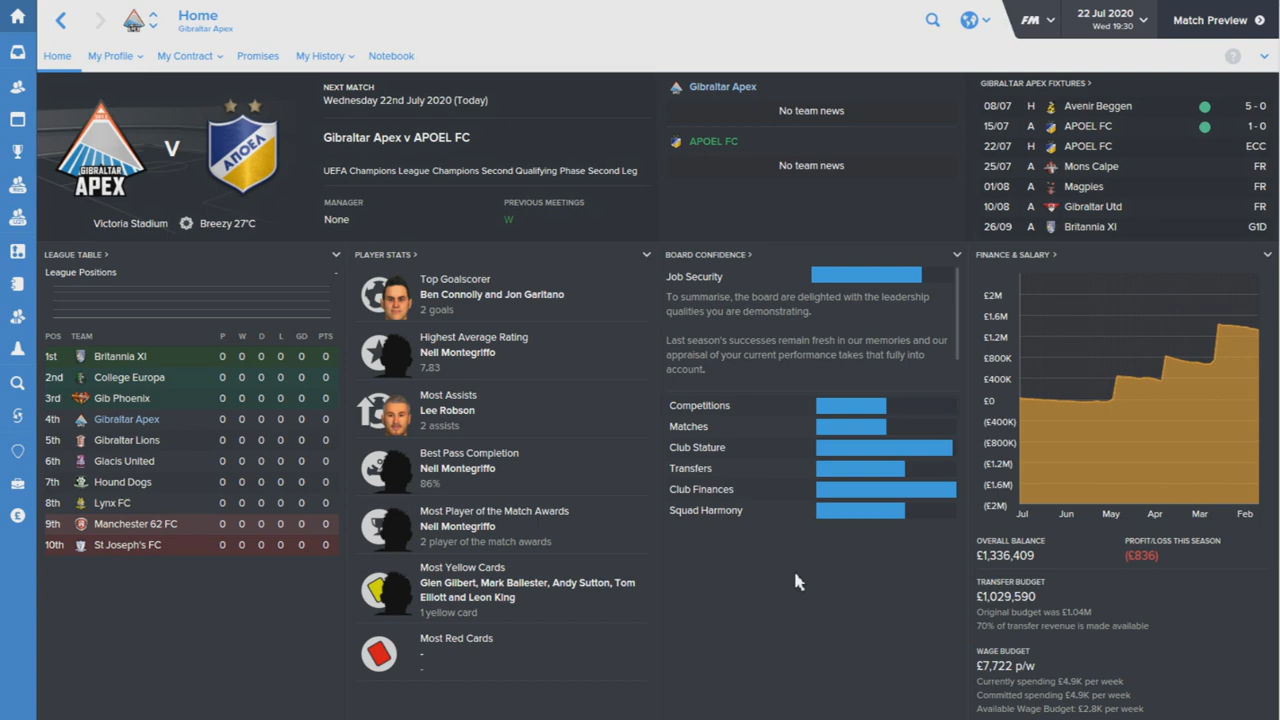 Home
Gibraltar Apex
FM
22 Jul 2020
Wed 19:30
Match Preview
Home
My Profile
My Contract
Promises
My History
Notebook
?
GIBRALTAR
APEX
V
ΑΠΟΕΛ
Victoria Stadium
Breezy 27°C
NEXT MATCH
Wednesday 22nd July 2020 (Today)
Gibraltar Apex v APOEL FC
UEFA Champions League Champions Second Qualifying Phase Second Leg
MANAGER
None
PREVIOUS MEETINGS
W
Gibraltar Apex
No team news
APOEL FC
No team news
GIBRALTAR APEX FIXTURES >
08/07 H Avenir Beggen 5 - 0
15/07 A APOEL FC 1 - 0
22/07 H APOEL FC ECC
25/07 A Mons Calpe FR
01/08 A Magpies FR
10/08 A Gibraltar Utd FR
26/09 A Britannia XI G1D
LEAGUE TABLE >
League Positions -
POS TEAM P W D L GD PTS
1st Britannia XI 0 0 0 0 0 0
2nd College Europa 0 0 0 0 0 0
3rd Gib Phoenix 0 0 0 0 0 0
4th Gibraltar Apex 0 0 0 0 0 0
5th Gibraltar Lions 0 0 0 0 0 0
6th Glacis United 0 0 0 0 0 0
7th Hound Dogs 0 0 0 0 0 0
8th Lynx FC 0 0 0 0 0 0
9th Manchester 62 FC 0 0 0 0 0 0
10th St Joseph's FC 0 0 0 0 0 0
PLAYER STATS >
Top Goalscorer
Ben Connolly and Jon Garitano
2 goals
Highest Average Rating
Nell Montegriffo
7.83
Most Assists
Lee Robson
2 assists
Best Pass Completion
Nell Montegriffo
86%
Most Player of the Match Awards
Nell Montegriffo
2 player of the match awards
Most Yellow Cards
Glen Gilbert, Mark Ballester, Andy Sutton, Tom
Elliott and Leon King
1 yellow card
Most Red Cards
-
-
BOARD CONFIDENCE >
Job Security
To summarise, the board are delighted with the leadership
qualities you are demonstrating.
Last season's successes remain fresh in our memories and our
appraisal of your current performance takes that fully into
account.
Competitions
Matches
Club Stature
Transfers
Club Finances
Squad Harmony
FINANCE & SALARY >
£2M
£1.6M
£1.2M
£800K
£400K
£0
(£400K)
(£800K)
(£1.2M)
(£1.6M)
(£2M)
Jul Jun May Apr Mar Feb
OVERALL BALANCE
£1,336,409
PROFIT/LOSS THIS SEASON
(£836)
TRANSFER BUDGET
£1,029,590
Original budget was £1.04M
70% of transfer revenue is made available
WAGE BUDGET
£7,722 p/w
Currently spending £4.9K per week
Committed spending £4.9K per week
Available Wage Budget: £2.8K per week